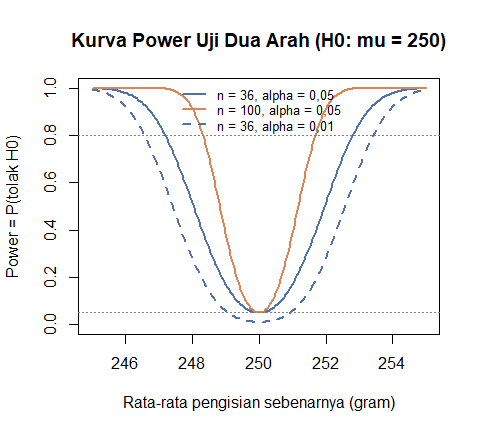 Kurva Power Uji Dua Arah (H0: mu = 250)
n = 36, alpha = 0,05
n = 100, alpha = 0,05
n = 36, alpha = 0,01
Power = P(tolak H0)
1.0
0.8
0.6
0.4
0.2
0.0
246 248 250 252 254
Rata-rata pengisian sebenarnya (gram)